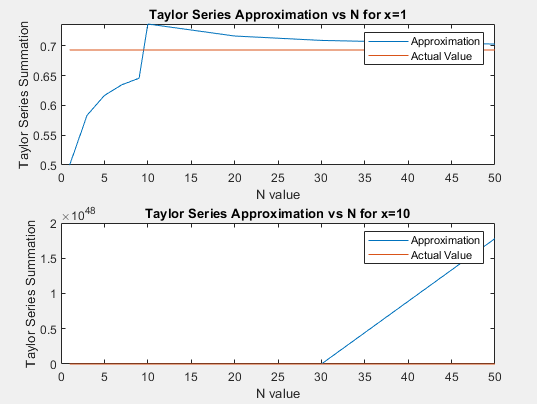 Taylor Series Approximation vs N for x=1
Taylor Series Summation
0.7
0.65
0.6
0.55
0.5
Approximation
Actual Value
0 5 10 15 20 25 30 35 40 45 50
N value
Taylor Series Approximation vs N for x=10
×10^48
Taylor Series Summation
2
1.5
1
0.5
0
Approximation
Actual Value
0 5 10 15 20 25 30 35 40 45 50
N value